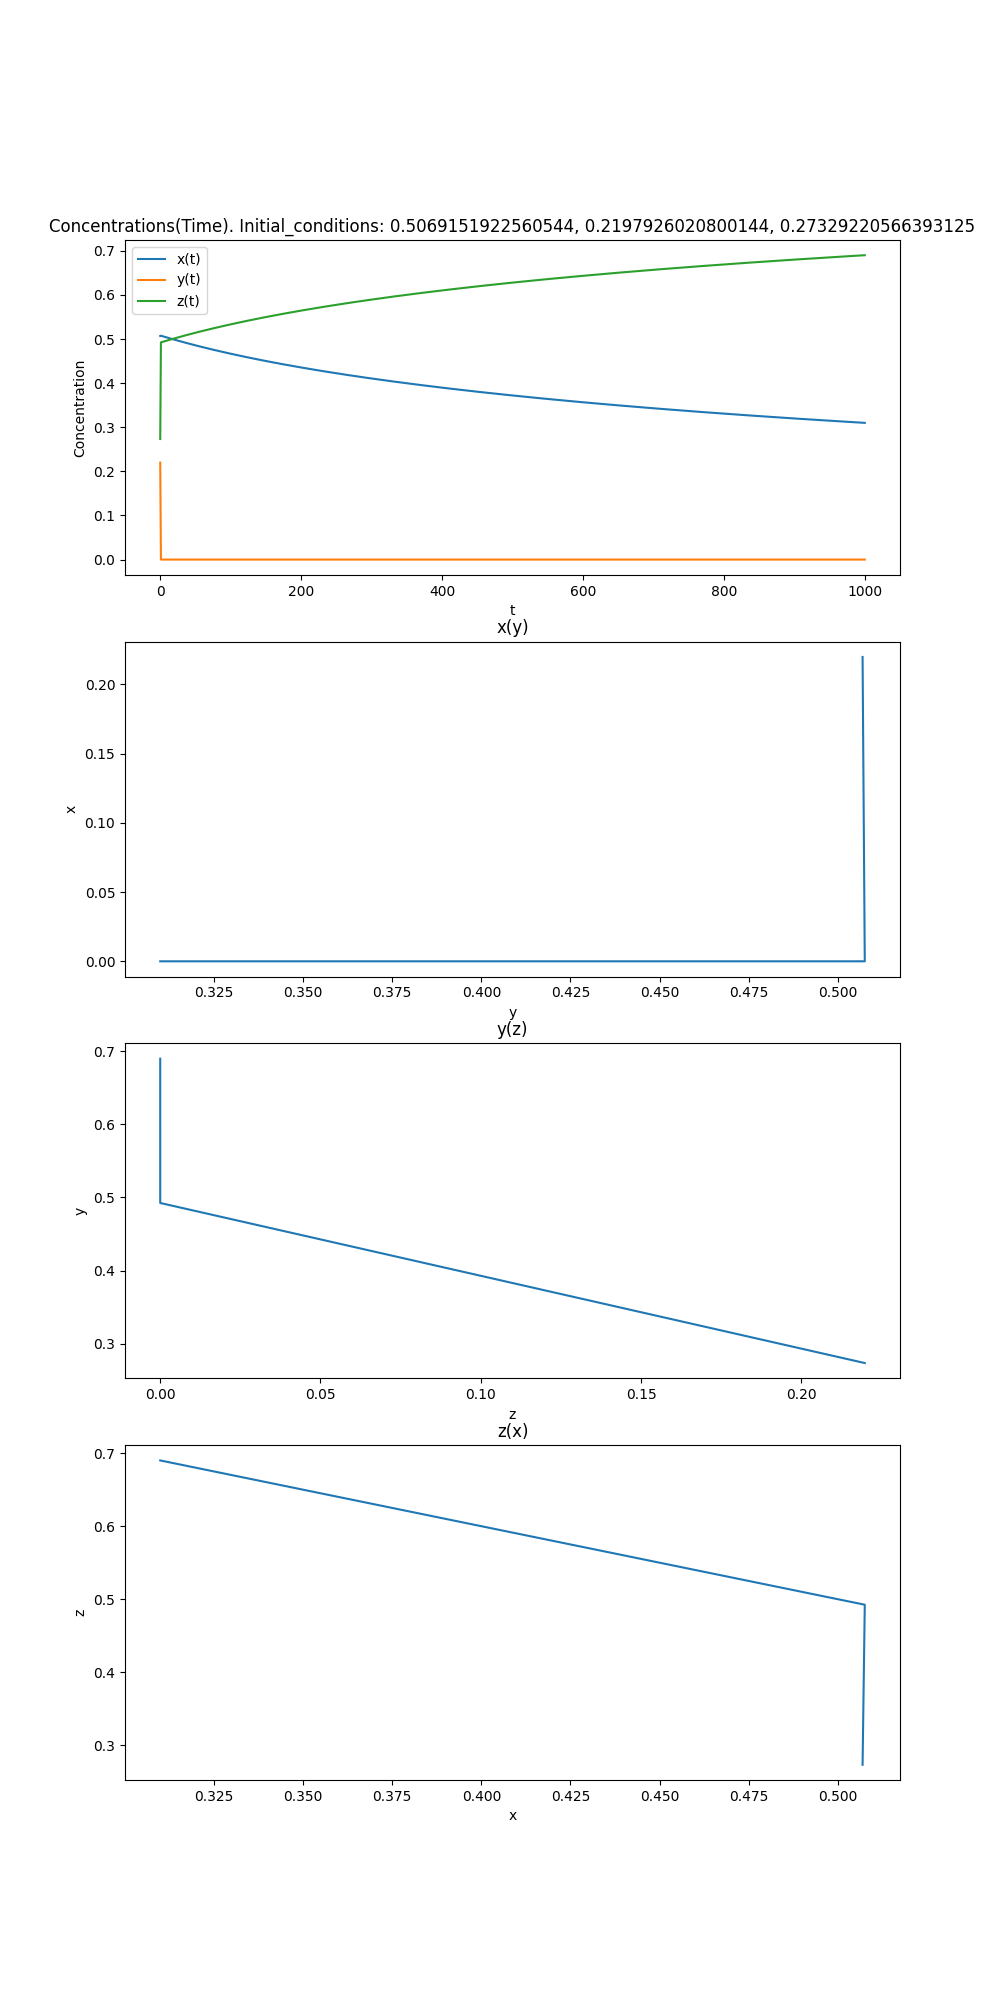 Concentrations(Time). Initial_conditions: 0.5069151922560544, 0.2197926020800144, 0.27329220566393125
0.7
0.6
0.5
0.4
0.3
0.2
0.1
0.0
Concentration
x(t)
y(t)
z(t)
0 200 400 600 800 1000
t
x(y)
0.20
0.15
0.10
0.05
0.00
x
0.325 0.350 0.375 0.400 0.425 0.450 0.475 0.500
y
y(z)
0.7
0.6
0.5
0.4
0.3
y
0.00 0.05 0.10 0.15 0.20
z
z(x)
0.7
0.6
0.5
0.4
0.3
z
0.325 0.350 0.375 0.400 0.425 0.450 0.475 0.500
x